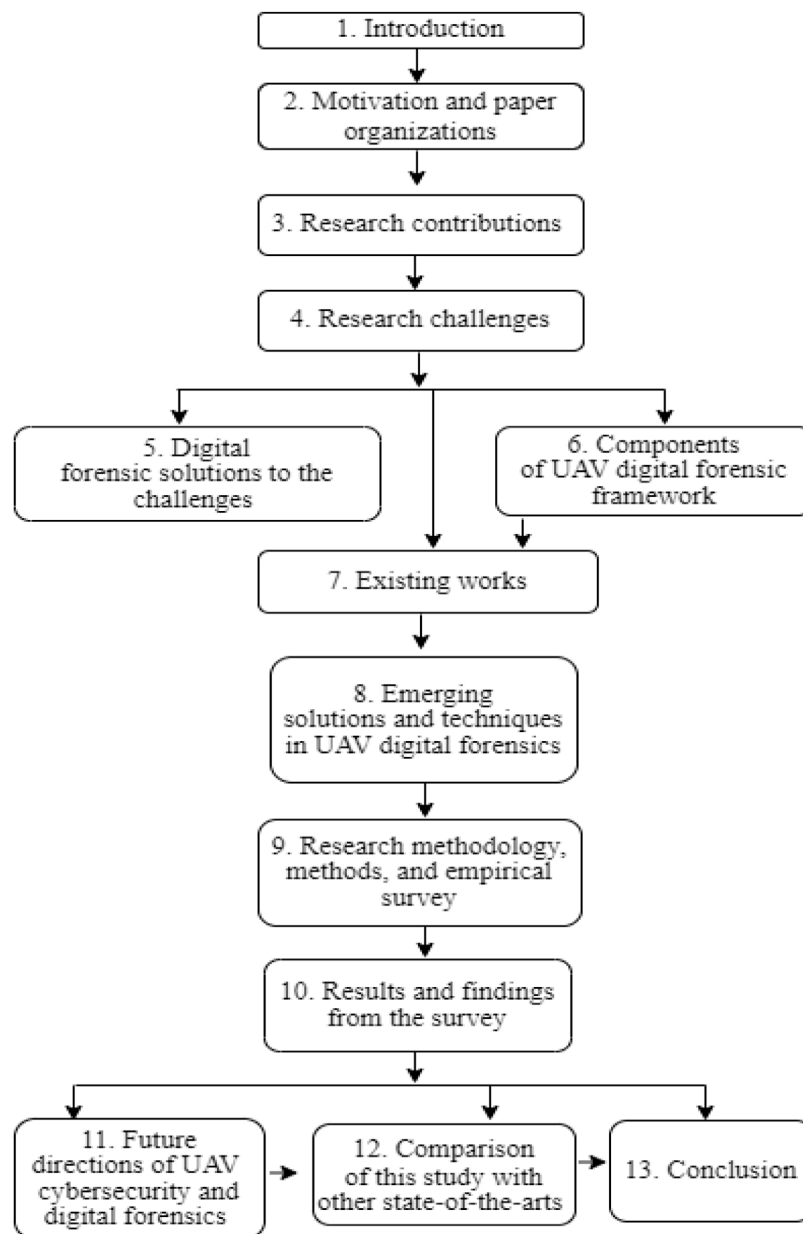 1. Introduction
2. Motivation and paper
organizations
3. Research contributions
4. Research challenges
5. Digital
forensic solutions to the
challenges
6. Components
of UAV digital forensic
framework
7. Existing works
8. Emerging
solutions and techniques
in UAV digital forensics
9. Research methodology,
methods, and empirical
survey
10. Results and findings
from the survey
11. Future
directions of UAV
cybersecurity and
digital forensics
12. Comparison
of this study with
other state-of-the-arts
13. Conclusion